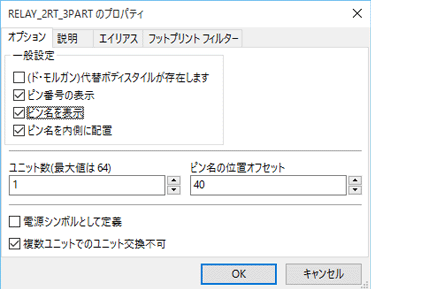 RELAY_2RT_3PART のプロパティ
オプション 説明 エイリアス フットプリント フィルター
一般設定
(ド・モルガン)代替ボディスタイルが存在します
ピン番号の表示
ピン名を表示
ピン名を内側に配置
ユニット数(最大値は 64) ピン名の位置オフセット
1 40
電源シンボルとして定義
複数ユニットでのユニット交換不可
OK キャンセル